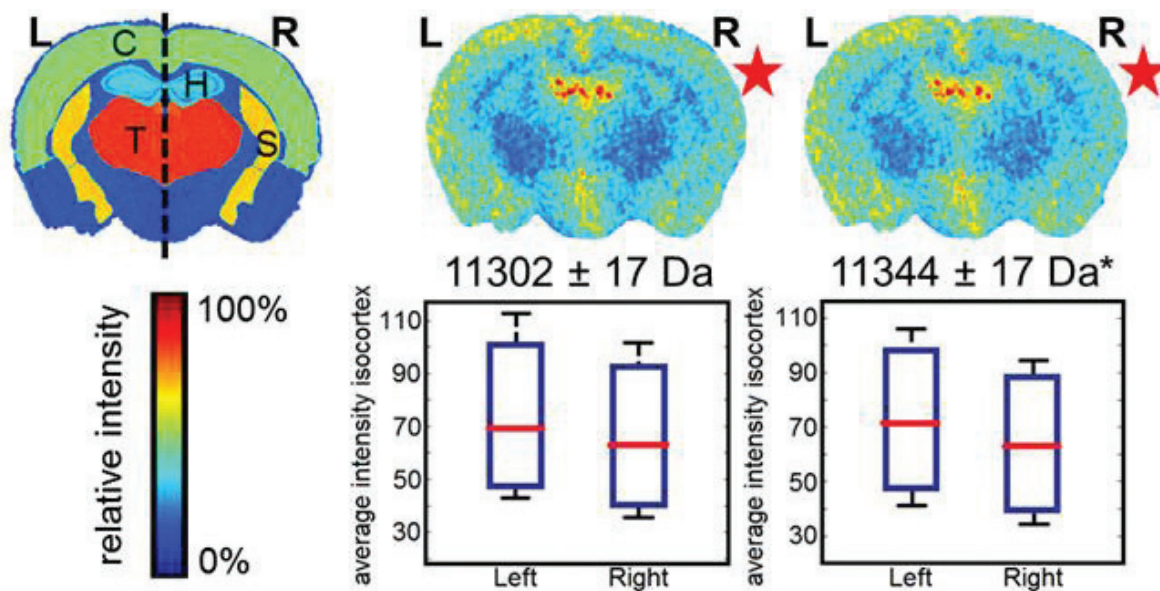 L R
C
H
T
S
L R
L R
100%
0%
relative intensity
11302 ± 17 Da
110
90
70
50
30
average intensity isocortex
Left Right
11344 ± 17 Da*
110
90
70
50
30
average intensity isocortex
Left Right